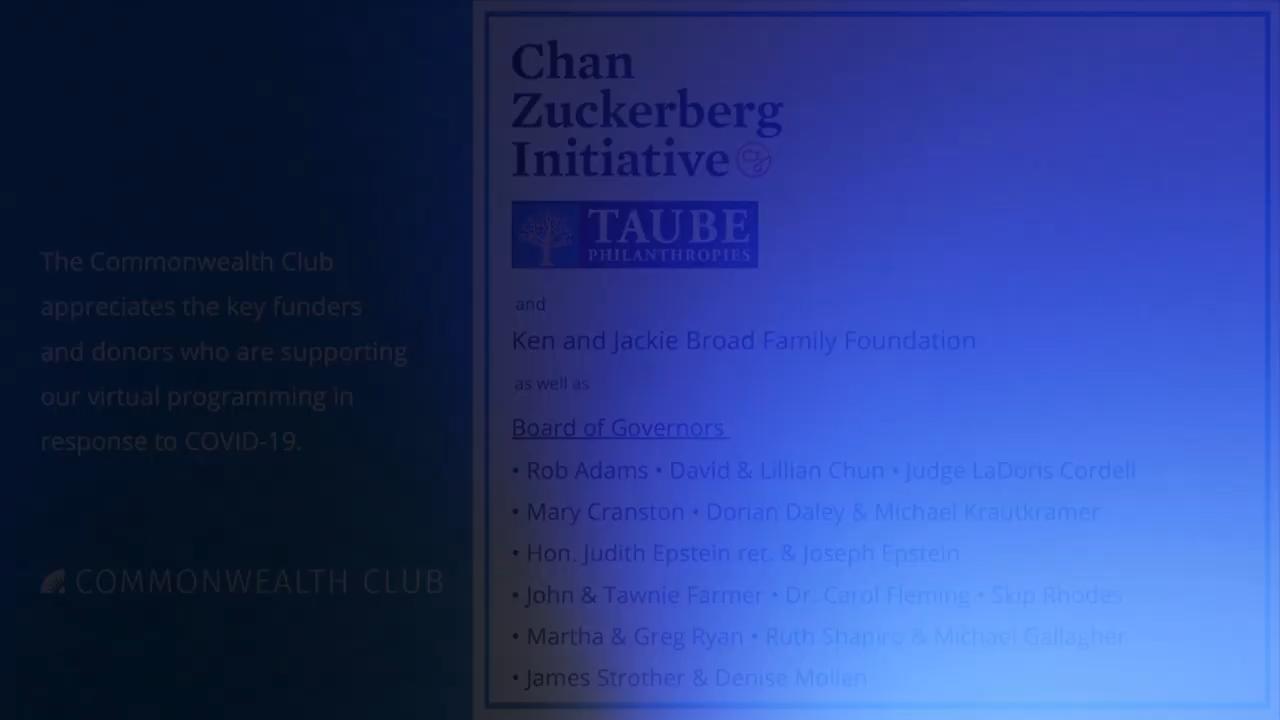 The Commonwealth Club
appreciates the key funders
and donors who are supporting
our virtual programming in
response to COVID-19.
COMMONWEALTH CLUB
Chan
Zuckerberg
Initiative
TAUBE
PHILANTHROPIES
and
Ken and Jackie Broad Family Foundation
as well as
Board of Governors
• Rob Adams • David & Lillian Chun • Judge LaDoris Cordell
• Mary Cranston • Dorian Daley & Michael Krautkramer
• Hon. Judith Epstein ret. & Joseph Epstein
• John & Tawnie Farmer • Dr. Carol Fleming • Skip Rhodes
• Martha & Greg Ryan • Ruth Shapiro & Michael Gallagher
• James Strother & Denise Mollen